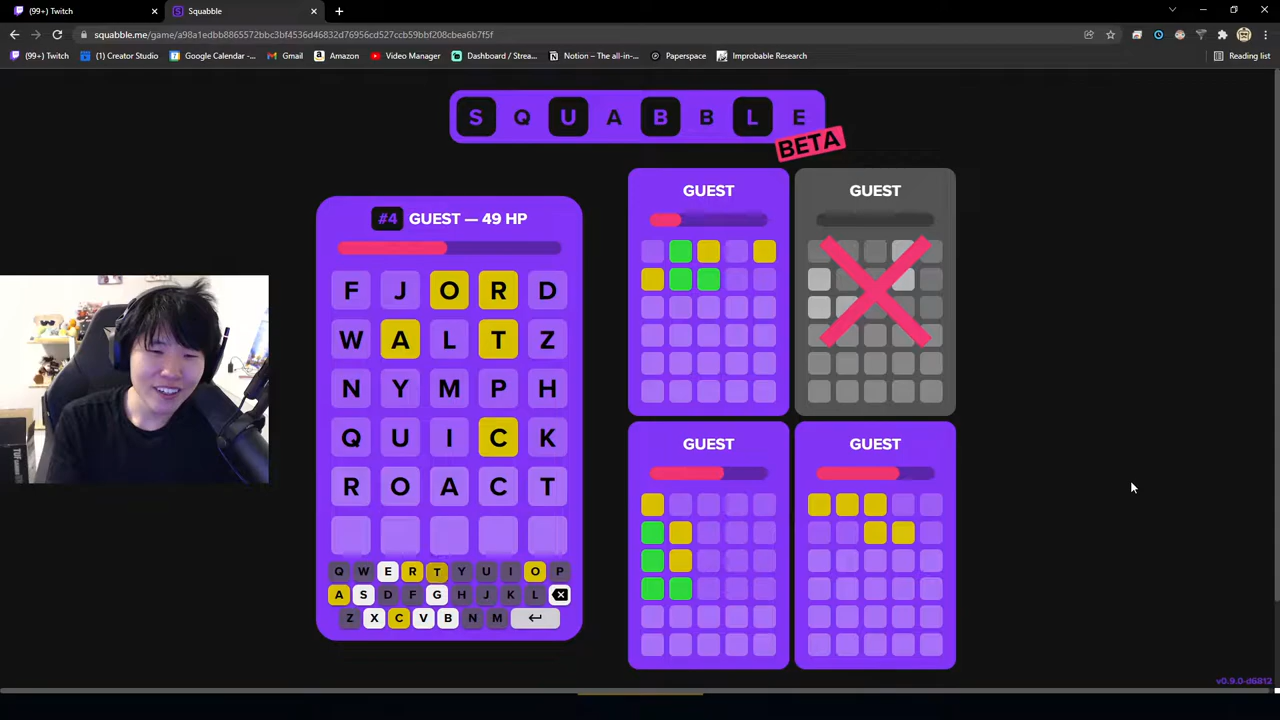 (99+) Twitch
Squabble
squabble.me/game/a98a1edbb8865572bbc3bf4536d46832d76956cd527ccb59bbf208cbea6b7f5f
(99+) Twitch
(1) Creator Studio
Google Calendar -...
Gmail
Amazon
Video Manager
Dashboard / Strea...
Notion – The all-in-...
Paperspace
Improbable Research
Reading list
SQUABBLE
BETA
#4 GUEST — 49 HP
F J O R D
W A L T Z
N Y M P H
Q U I C K
R O A C T
Q W E R T Y U I O P
A S D F G H J K L
Z X C V B N M
GUEST
GUEST
GUEST
GUEST
v0.9.0-d6812